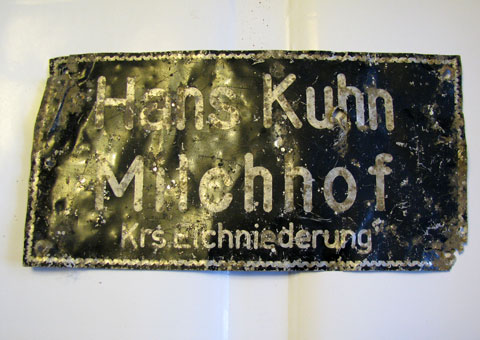 Hans Kuhn
Milchhof
Krs.Elchniederung